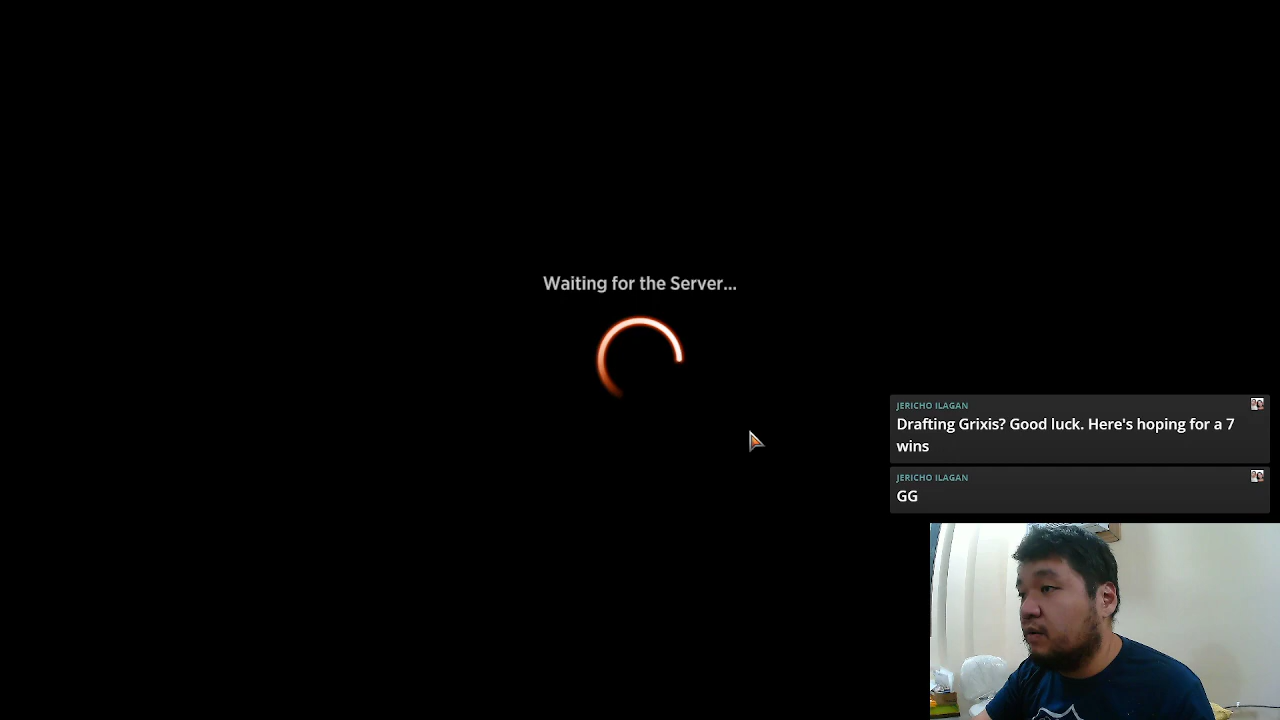 Waiting for the Server...
JERICHO ILAGAN
Drafting Grixis? Good luck. Here's hoping for a 7
wins
JERICHO ILAGAN
GG